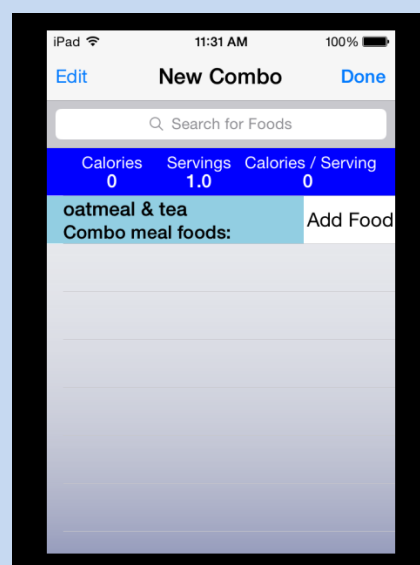 iPad 11:31 AM 100%
Edit New Combo Done
Search for Foods
Calories Servings Calories / Serving
0 1.0 0
oatmeal & tea
Combo meal foods:
Add Food